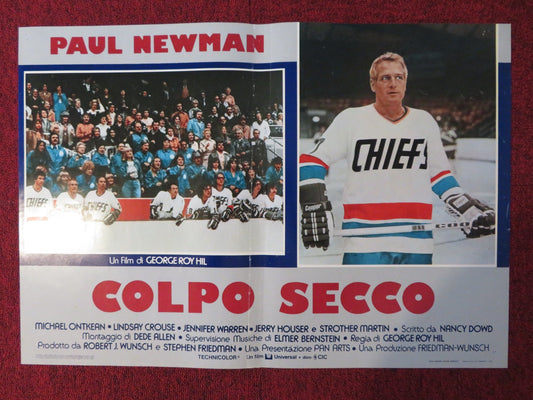 PAUL NEWMAN
CHIEFS
CHIEFS
Un Film di GEORGE ROY HIL
COLPO SECCO
MICHAEL ONTKEAN • LINDSAY CROUSE • JENNIFER WARREN • JERRY HOUSER e STROTHER MARTIN • Scritto da NANCY DOWD
Montaggio di DEDE ALLEN • Supervisione Musiche di ELMER BERNSTEIN • Regia di GEORGE ROY HIL
Prodotto da ROBERT J. WUNSCH e STEPHEN FRIEDMAN • Una Presentazione PAN ARTS • Una Produzione FRIEDMAN-WUNSCH
TECHNICOLOR Un Film Universal • distr. CIC